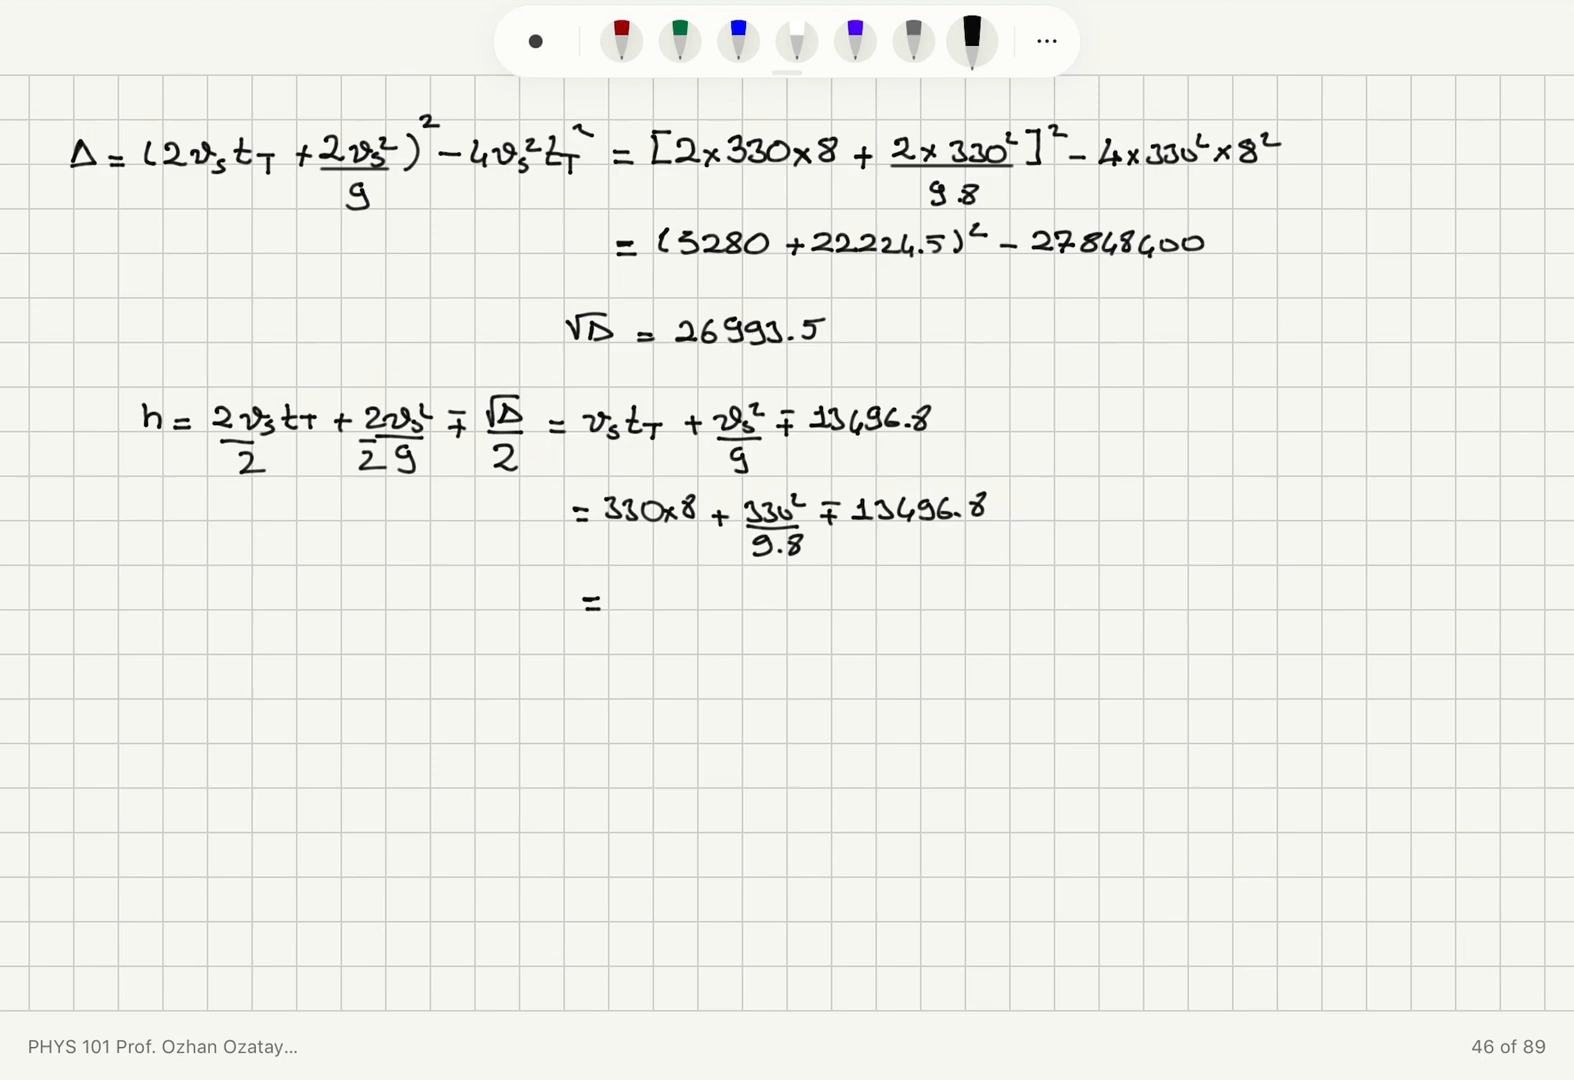 Δ = (2v_s t_T + 2v_s²/g)² - 4v_s² t_T² = [2×330×8 + 2×330²/9.8]² - 4×330²×8²
= (5280 + 22224.5)² - 27848400
√Δ = 26993.5
h = 2v_s t_T/2 + 2v_s²/2g ∓ √Δ/2 = v_s t_T + v_s²/g ∓ 13496.8
= 330×8 + 330²/9.8 ∓ 13496.8
=
PHYS 101 Prof. Ozhan Ozatay...
46 of 89